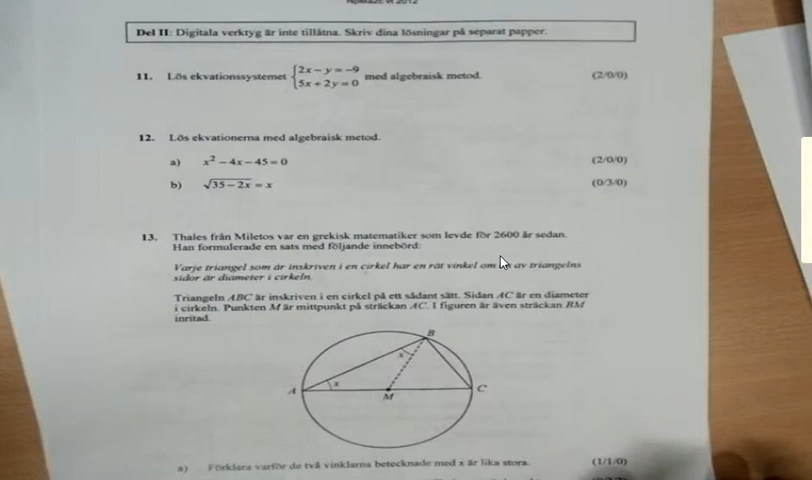 NpMa2c vt 2012
Del II: Digitala verktyg är inte tillåtna. Skriv dina lösningar på separat papper.
11. Lös ekvationssystemet {2x − y = −9 med algebraisk metod. (2/0/0)
{5x + 2y = 0
12. Lös ekvationerna med algebraisk metod.
a) x² − 4x − 45 = 0 (2/0/0)
b) √35 − 2x = x (0/3/0)
13. Thales från Miletos var en grekisk matematiker som levde för 2600 år sedan.
Han formulerade en sats med följande innebörd:
Varje triangel som är inskriven i en cirkel har en rät vinkel om av triangelns
sidor är diameter i cirkeln.
Triangeln ABC är inskriven i en cirkel på ett sådant sätt. Sidan AC är en diameter
i cirkeln. Punkten M är mittpunkt på sträckan AC. I figuren är även sträckan BM
inritad.
B
x
x
A
M
C
a) Förklara varför de två vinklarna betecknade med x är lika stora. (1/1/0)